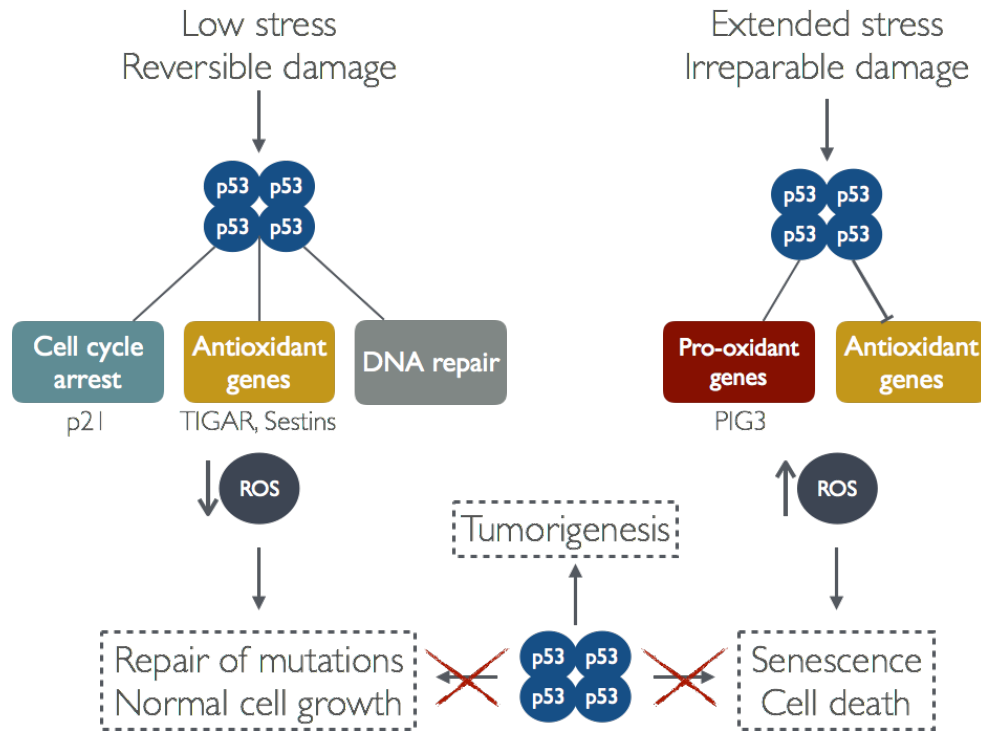 Low stress
Reversible damage
Extended stress
Irreparable damage
p53 p53
p53 p53
p53 p53
p53 p53
Cell cycle
arrest
Antioxidant
genes
DNA repair
Pro-oxidant
genes
Antioxidant
genes
p21
TIGAR, Sestins
PIG3
ROS
ROS
Tumorigenesis
Repair of mutations
Normal cell growth
p53 p53
p53 p53
Senescence
Cell death